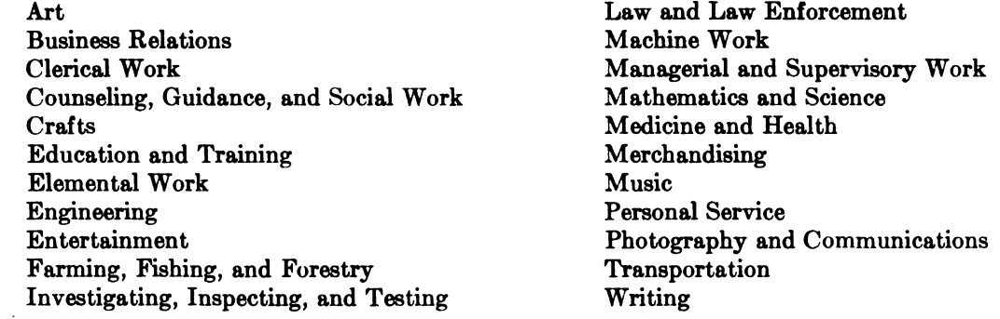 Art
Business Relations
Clerical Work
Counseling, Guidance, and Social Work
Crafts
Education and Training
Elemental Work
Engineering
Entertainment
Farming, Fishing, and Forestry
Investigating, Inspecting, and Testing
Law and Law Enforcement
Machine Work
Managerial and Supervisory Work
Mathematics and Science
Medicine and Health
Merchandising
Music
Personal Service
Photography and Communications
Transportation
Writing